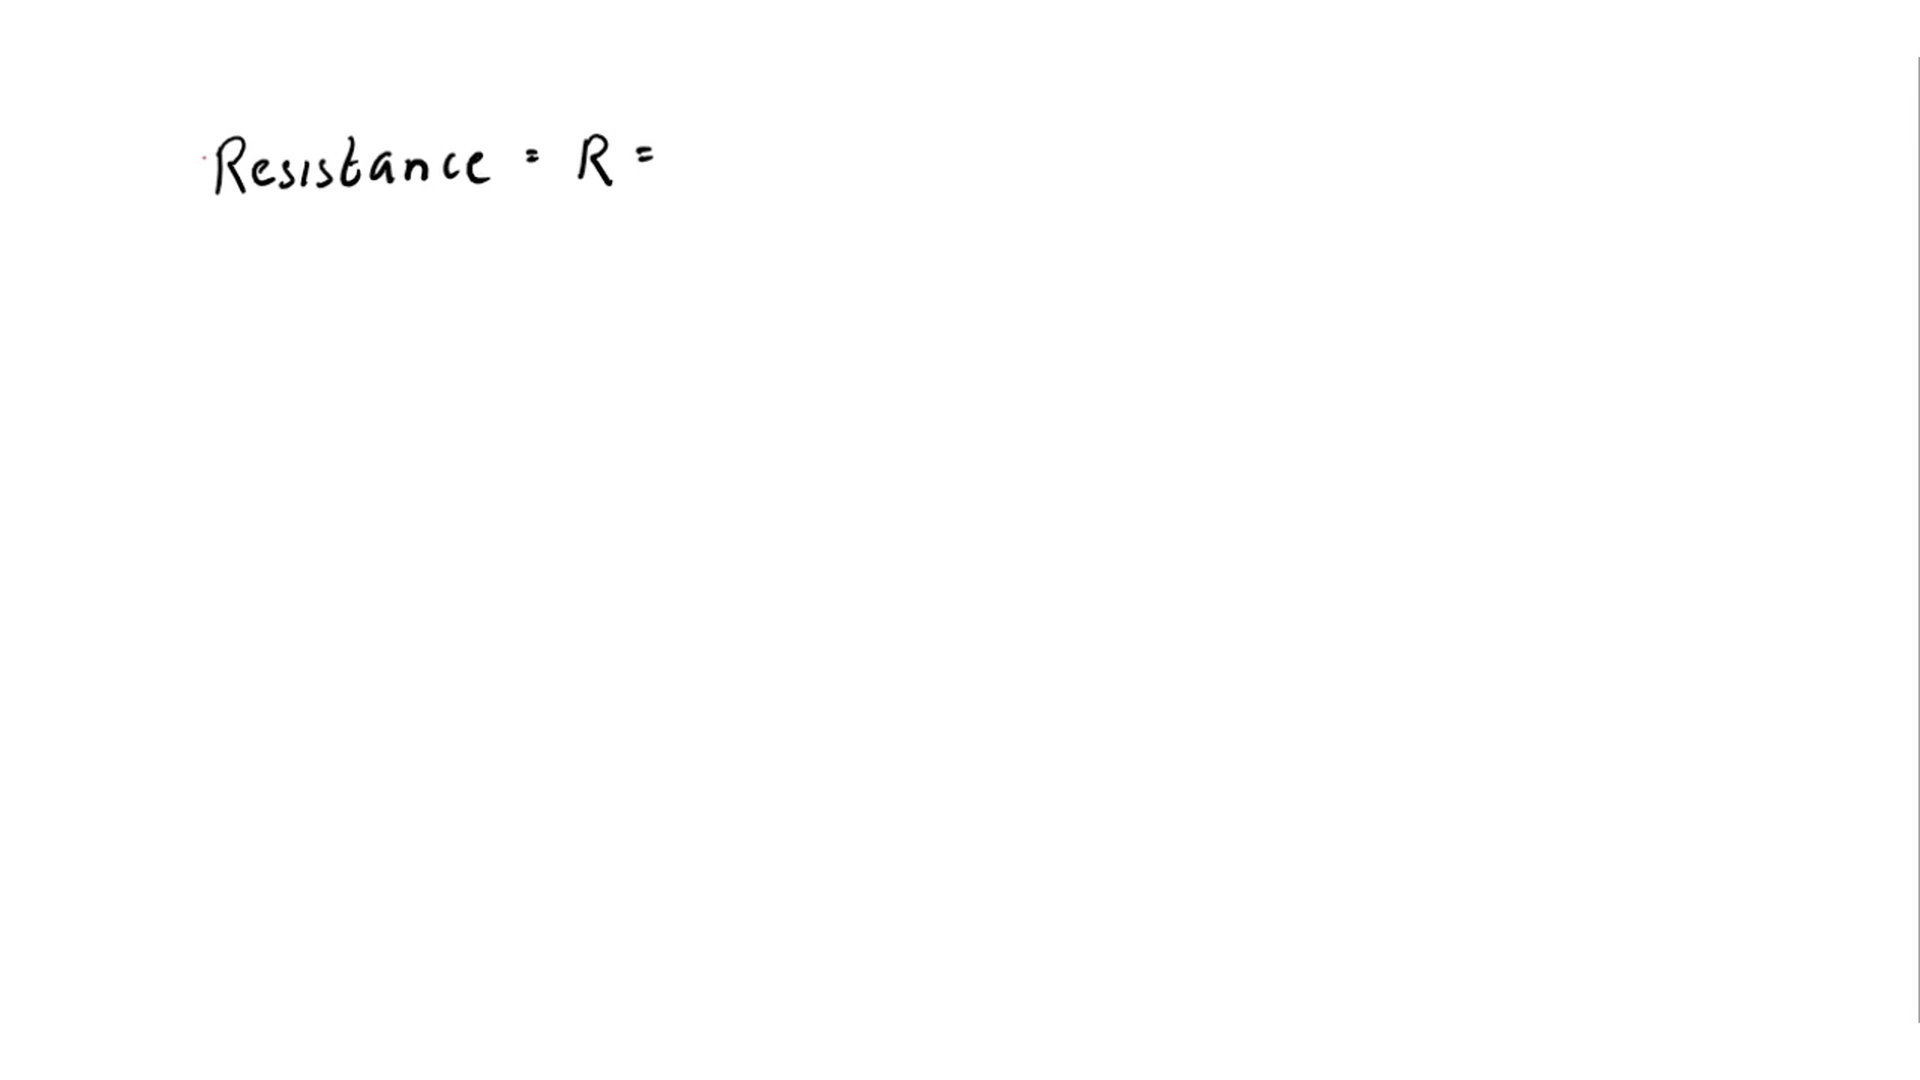 Resistance = R =